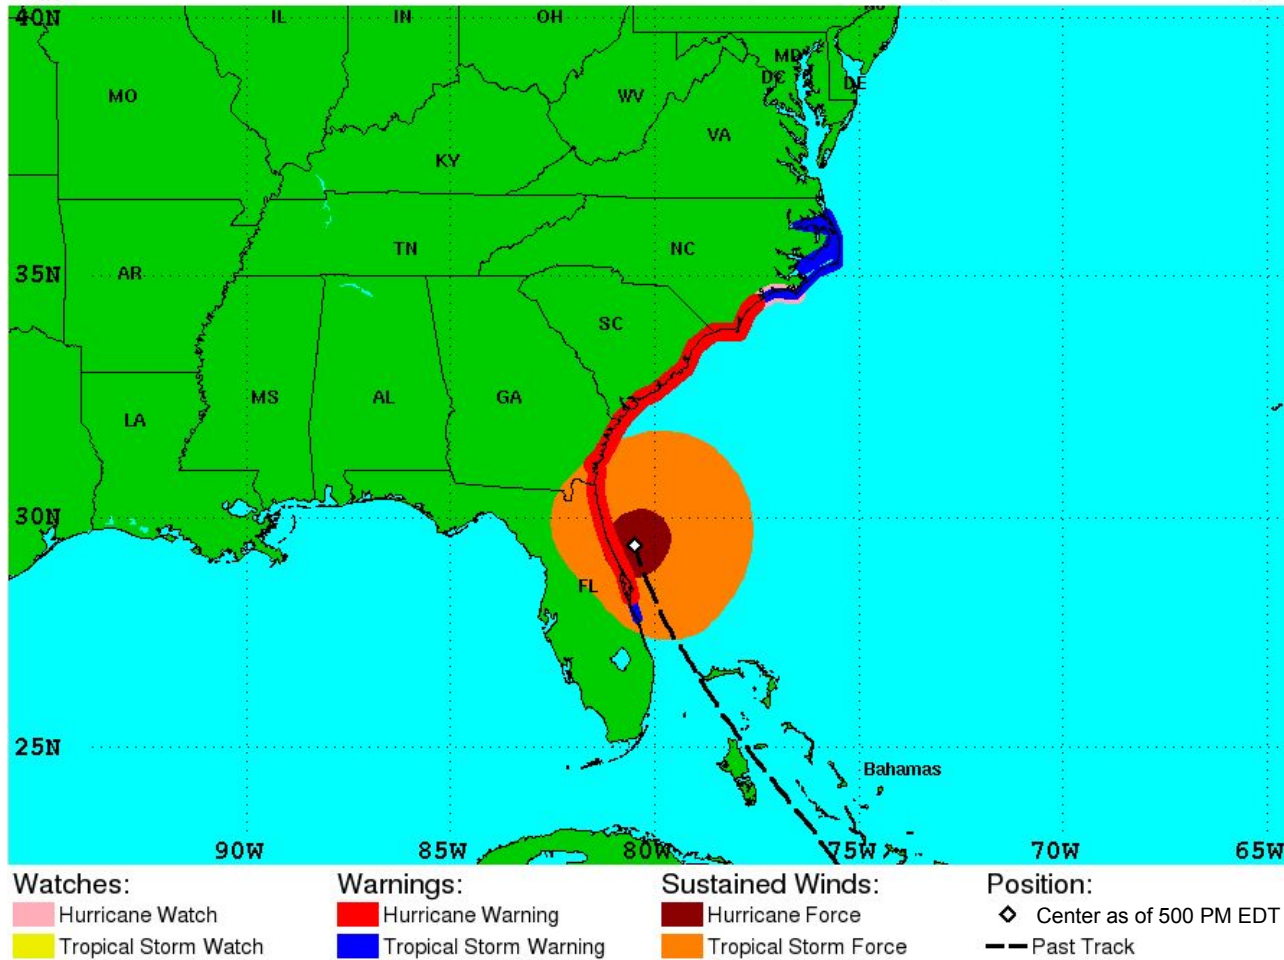 40N
IL
IN
OH
MD
DC
DE
MO
WV
VA
KY
TN
NC
35N
AR
SC
MS
AL
GA
LA
30N
FL
25N
Bahamas
90W 85W 80W 75W 70W 65W
Watches: Warnings: Sustained Winds: Position:
Hurricane Watch Hurricane Warning Hurricane Force Center as of 500 PM EDT
Tropical Storm Watch Tropical Storm Warning Tropical Storm Force Past Track